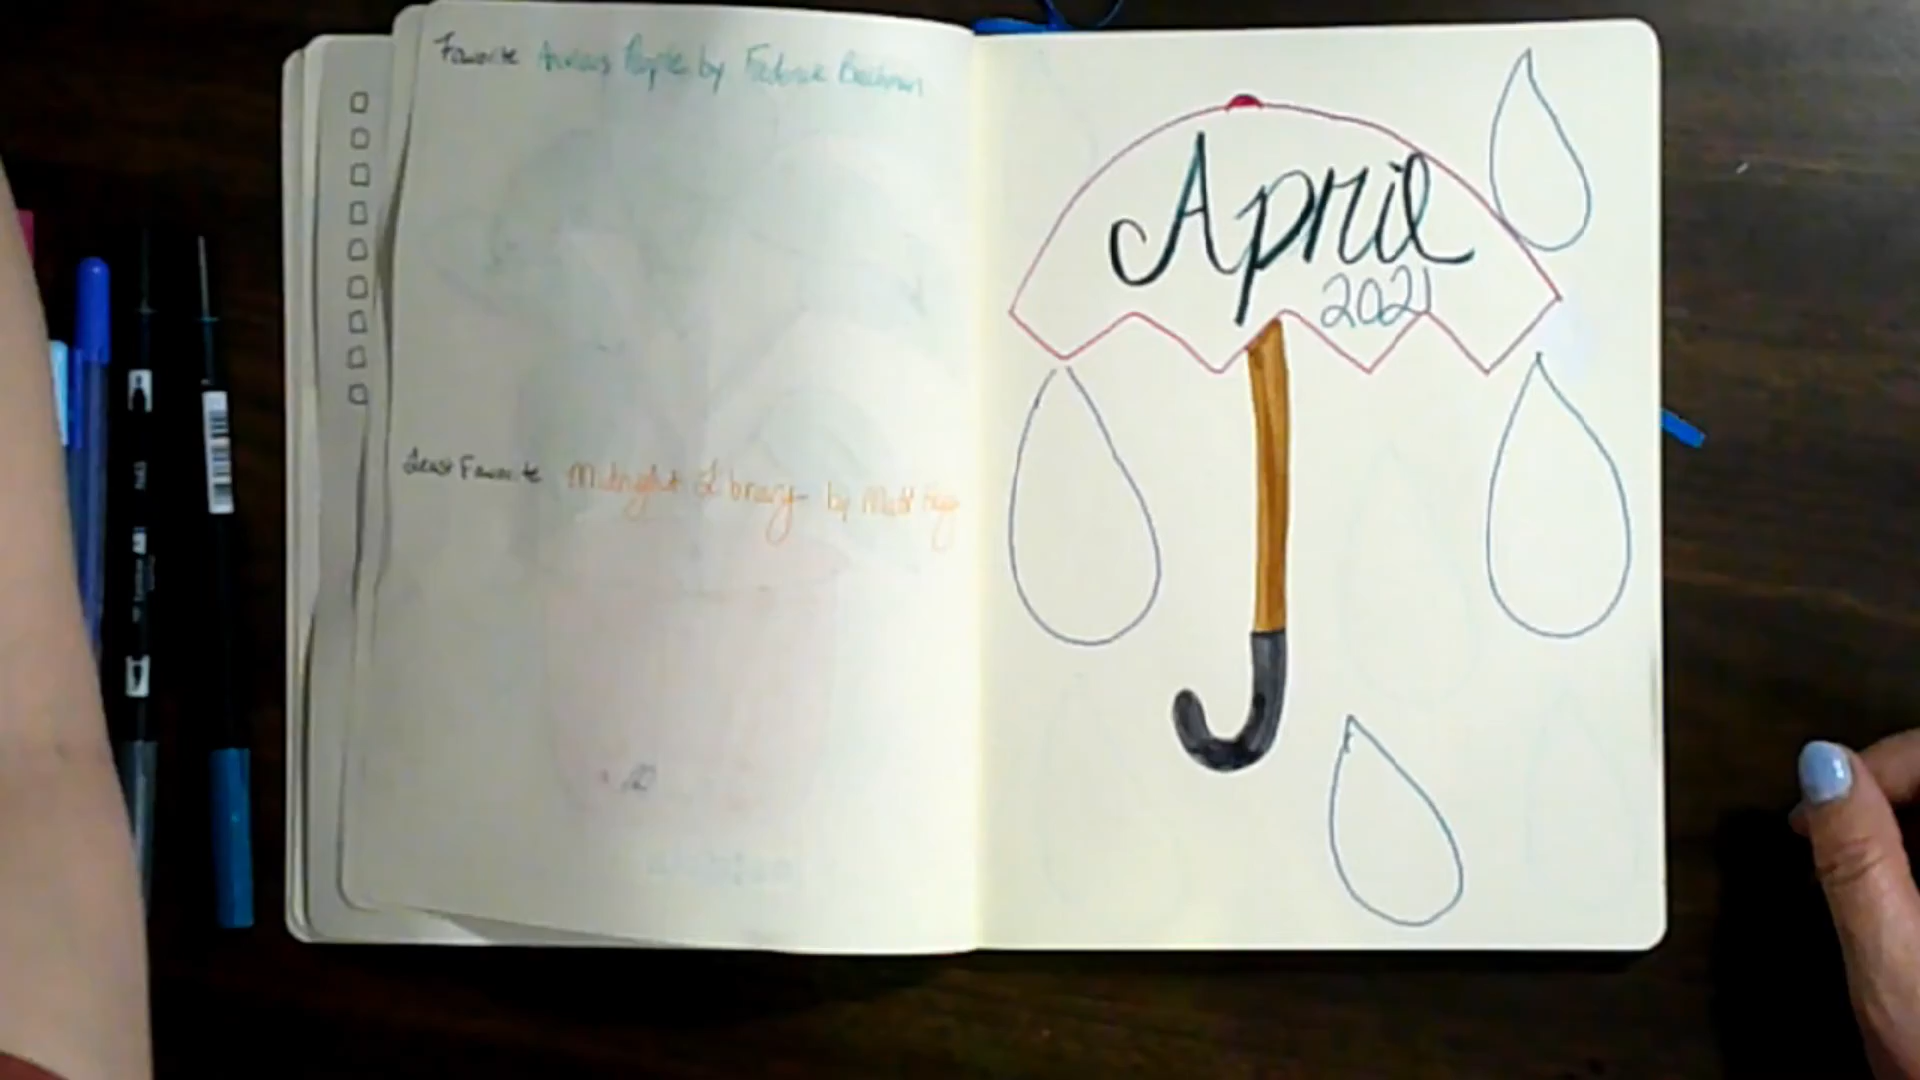 Favorite Anxious People by Fredrik Backman
Least Favorite Midnight Library by Matt Haig
April
2021